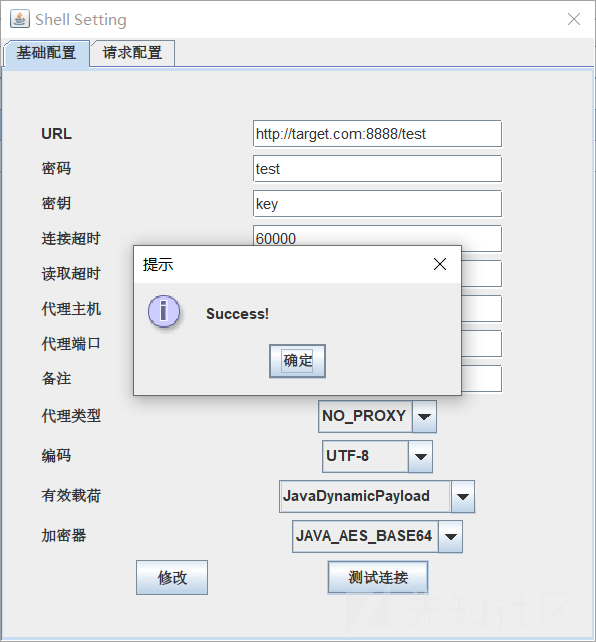 Shell Setting
基础配置 请求配置
URL http://target.com:8888/test
密码 test
密钥 key
连接超时 60000
提示
读取超时
代理主机
Success!
代理端口
确定
备注
代理类型 NO_PROXY
编码 UTF-8
有效载荷 JavaDynamicPayload
加密器 JAVA_AES_BASE64
修改 测试连接
先知社区